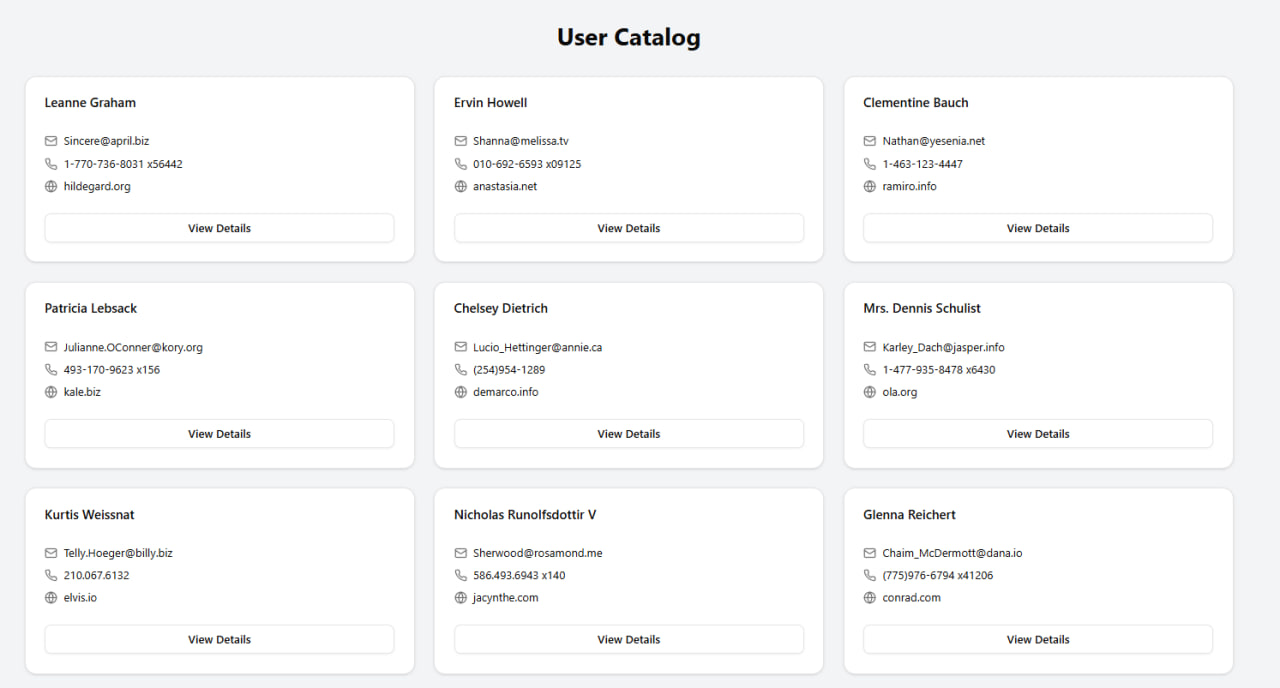 User Catalog
Leanne Graham
Sincere@april.biz
1-770-736-8031 x56442
hildegard.org
View Details
Ervin Howell
Shanna@melissa.tv
010-692-6593 x09125
anastasia.net
View Details
Clementine Bauch
Nathan@yesenia.net
1-463-123-4447
ramiro.info
View Details
Patricia Lebsack
Julianne.OConner@kory.org
493-170-9623 x156
kale.biz
View Details
Chelsey Dietrich
Lucio_Hettinger@annie.ca
(254)954-1289
demarco.info
View Details
Mrs. Dennis Schulist
Karley_Dach@jasper.info
1-477-935-8478 x6430
ola.org
View Details
Kurtis Weissnat
Telly.Hoeger@billy.biz
210.067.6132
elvis.io
View Details
Nicholas Runolfsdottir V
Sherwood@rosamond.me
586.493.6943 x140
jacynthe.com
View Details
Glenna Reichert
Chaim_McDermott@dana.io
(775)976-6794 x41206
conrad.com
View Details